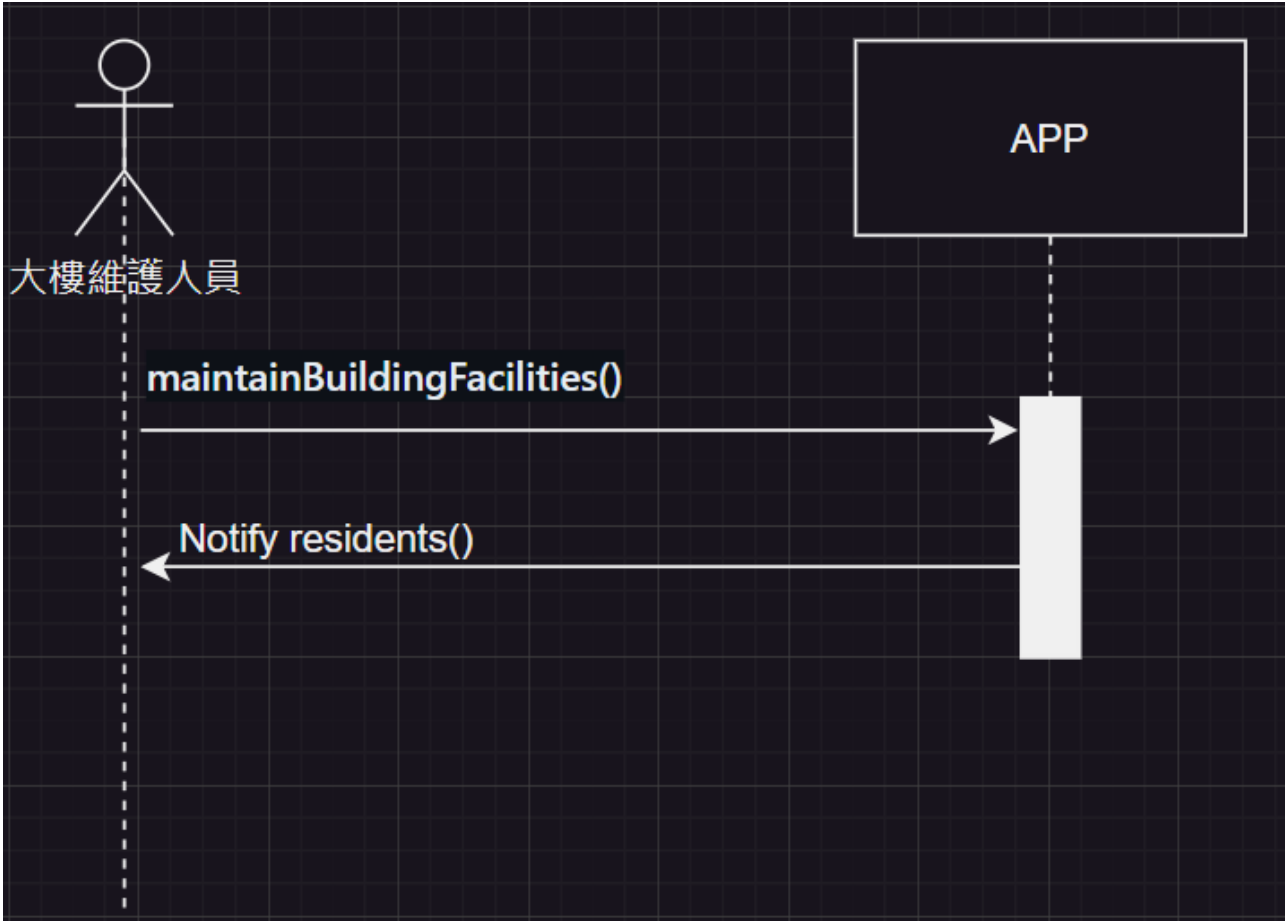 APP
大樓維護人員
maintainBuildingFacilities()
Notify residents()